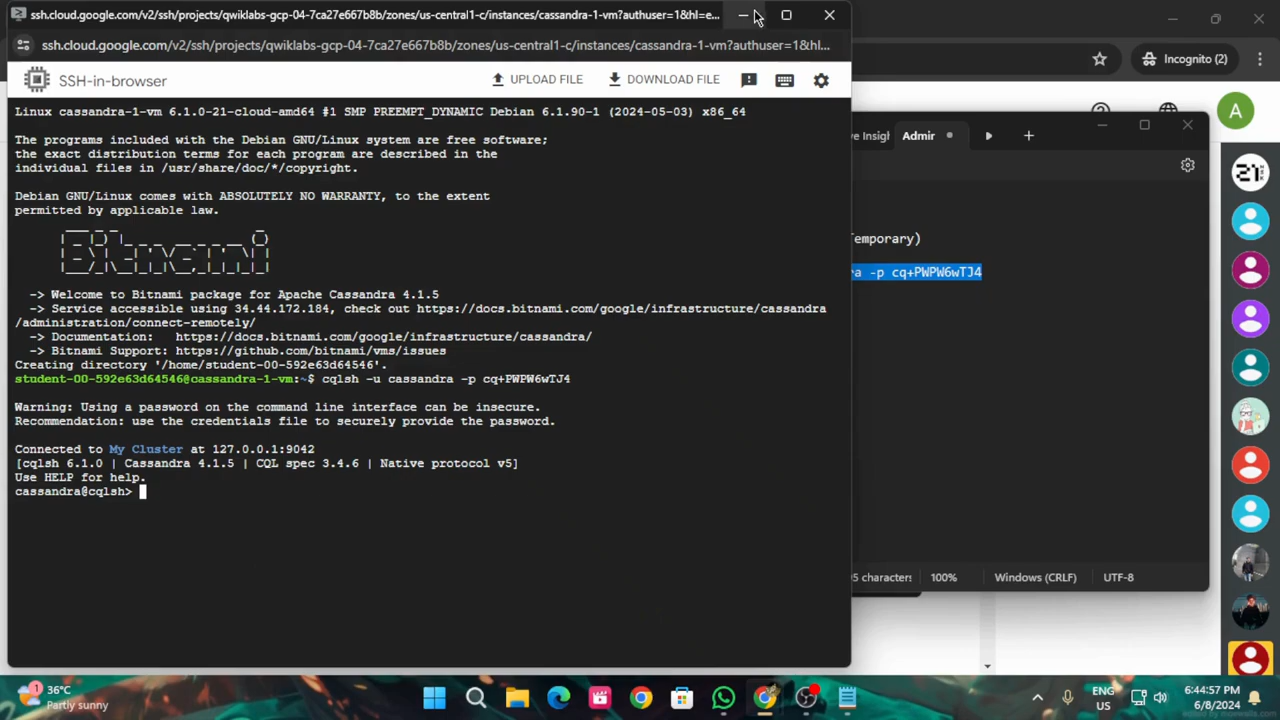 ssh.cloud.google.com/v2/ssh/projects/qwiklabs-gcp-04-7ca27e667b8b/zones/us-central1-c/instances/cassandra-1-vm?authuser=1&hl=e...
ssh.cloud.google.com/v2/ssh/projects/qwiklabs-gcp-04-7ca27e667b8b/zones/us-central1-c/instances/cassandra-1-vm?authuser=1&hl...
Incognito (2)
SSH-in-browser
UPLOAD FILE
DOWNLOAD FILE
A
Linux cassandra-1-vm 6.1.0-21-cloud-amd64 #1 SMP PREEMPT_DYNAMIC Debian 6.1.90-1 (2024-05-03) x86_64
The programs included with the Debian GNU/Linux system are free software;
the exact distribution terms for each program are described in the
individual files in /usr/share/doc/*/copyright.
Debian GNU/Linux comes with ABSOLUTELY NO WARRANTY, to the extent
permitted by applicable law.
Bitnami
-> Welcome to Bitnami package for Apache Cassandra 4.1.5
-> Service accessible using 34.44.172.184, check out https://docs.bitnami.com/google/infrastructure/cassandra
/administration/connect-remotely/
-> Documentation: https://docs.bitnami.com/google/infrastructure/cassandra/
-> Bitnami Support: https://github.com/bitnami/vms/issues
Creating directory '/home/student-00-592e63d64546'.
student-00-592e63d64546@cassandra-1-vm:~$ cqlsh -u cassandra -p cq+PWPW6wTJ4
Warning: Using a password on the command line interface can be insecure.
Recommendation: use the credentials file to securely provide the password.
Connected to My Cluster at 127.0.0.1:9042
[cqlsh 6.1.0 | Cassandra 4.1.5 | CQL spec 3.4.6 | Native protocol v5]
Use HELP for help.
cassandra@cqlsh>
ve Insigh
Admir
Temporary)
ra -p cq+PWPW6wTJ4
5 characters
100%
Windows (CRLF)
UTF-8
21
1
36°C
Partly sunny
ENG
US
6:44:57 PM
6/8/2024